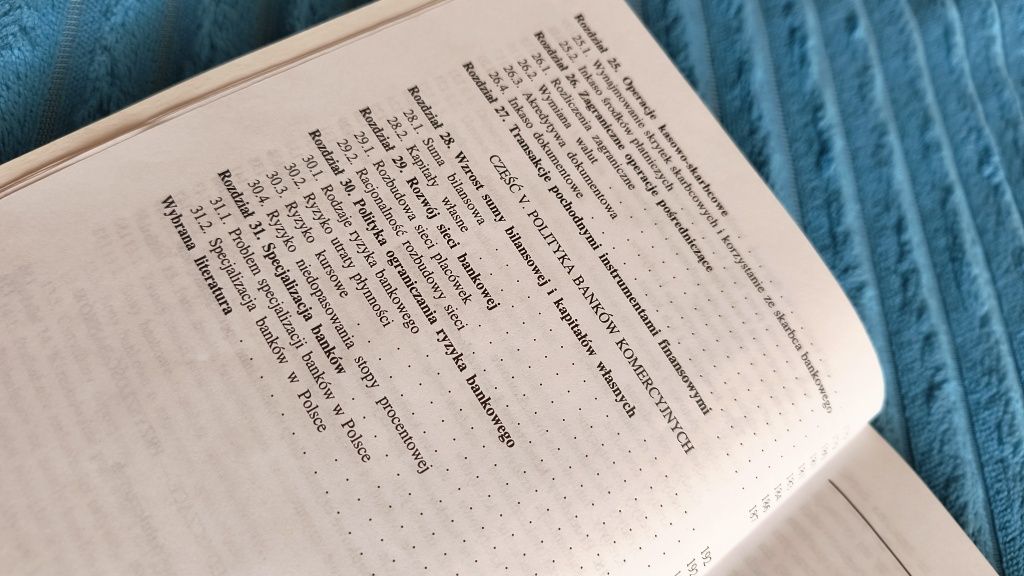 Rozdział 25. Operacje kasowo-skarbcowe
25.1. Wynajmowanie skrytek skarbcowych i korzystanie ze skarbca bankowego
25.2. Inkaso środków płatniczych
Rozdział 26. Zagraniczne operacje pośredniczące
26.1. Rozliczenia zagraniczne
26.2. Wymiana walut
26.3. Akredytywa dokumentowa
26.4. Inkaso dokumentowe
Rozdział 27. Transakcje pochodnymi instrumentami finansowymi
CZĘŚĆ V. POLITYKA BANKÓW KOMERCYJNYCH
Rozdział 28. Wzrost sumy bilansowej i kapitałów własnych
28.1. Suma bilansowa
28.2. Kapitały własne
Rozdział 29. Rozwój sieci bankowej
29.1. Rozbudowa sieci placówek
29.2. Racjonalność rozbudowy sieci
Rozdział 30. Polityka ograniczania ryzyka bankowego
30.1. Rodzaje ryzyka bankowego
30.2. Ryzyko utraty płynności
30.3. Ryzyko kursowe
30.4. Ryzyko niedopasowania stopy procentowej
Rozdział 31. Specjalizacja banków
31.1. Problem specjalizacji banków w Polsce
31.2. Specjalizacja banków w Polsce
Wybrana literatura
186
187
192
192